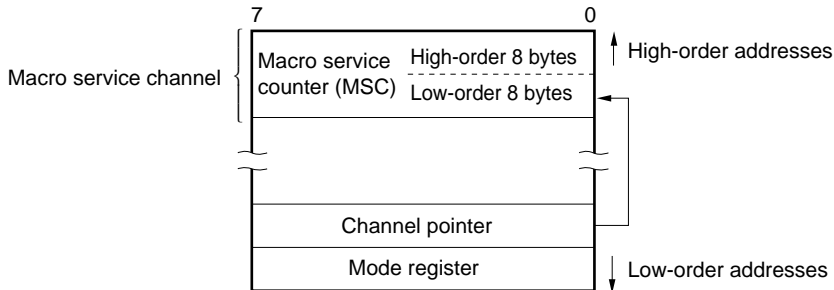 7 0
High-order addresses
Macro service channel
Macro service counter (MSC)
High-order 8 bytes
Low-order 8 bytes
Channel pointer
Mode register
Low-order addresses